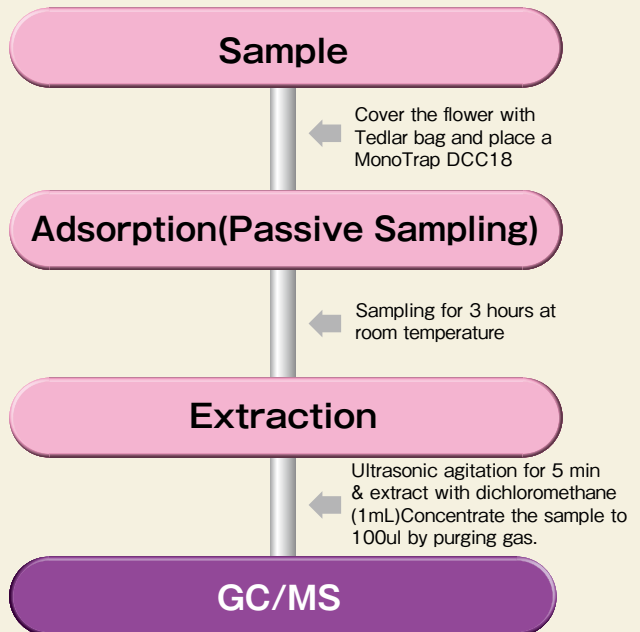 Sample
Cover the flower with
Tedlar bag and place a
MonoTrap DCC18
Adsorption(Passive Sampling)
Sampling for 3 hours at
room temperature
Extraction
Ultrasonic agitation for 5 min
& extract with dichloromethane
(1mL)Concentrate the sample to
100ul by purging gas.
GC/MS